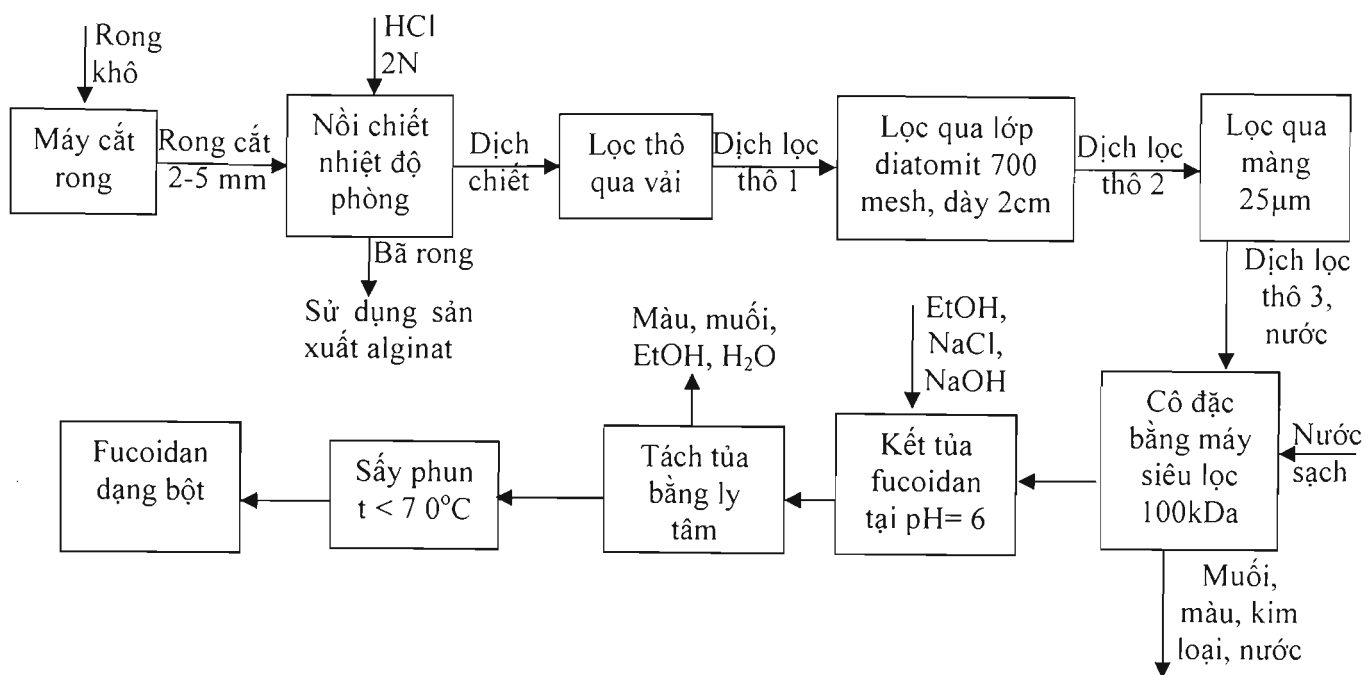 Rong
khô
Máy cắt
rong
Rong cắt
2-5 mm
HCl
2N
Nồi chiết
nhiệt độ
phòng
Bã rong
Sử dụng sản
xuất alginat
Dịch
chiết
Lọc thô
qua vải
Dịch lọc
thô 1
Lọc qua lớp
diatomit 700
mesh, dày 2cm
Dịch lọc
thô 2
Lọc qua
màng
25µm
Dịch lọc
thô 3,
nước
Cô đặc
bằng máy
siêu lọc
100kDa
Nước
sạch
Muối,
màu, kim
loại, nước
EtOH,
NaCl,
NaOH
Kết tủa
fucoidan
tại pH= 6
Màu, muối,
EtOH, H₂O
Tách tủa
bằng ly
tâm
Sấy phun
t < 7 0°C
Fucoidan
dạng bột